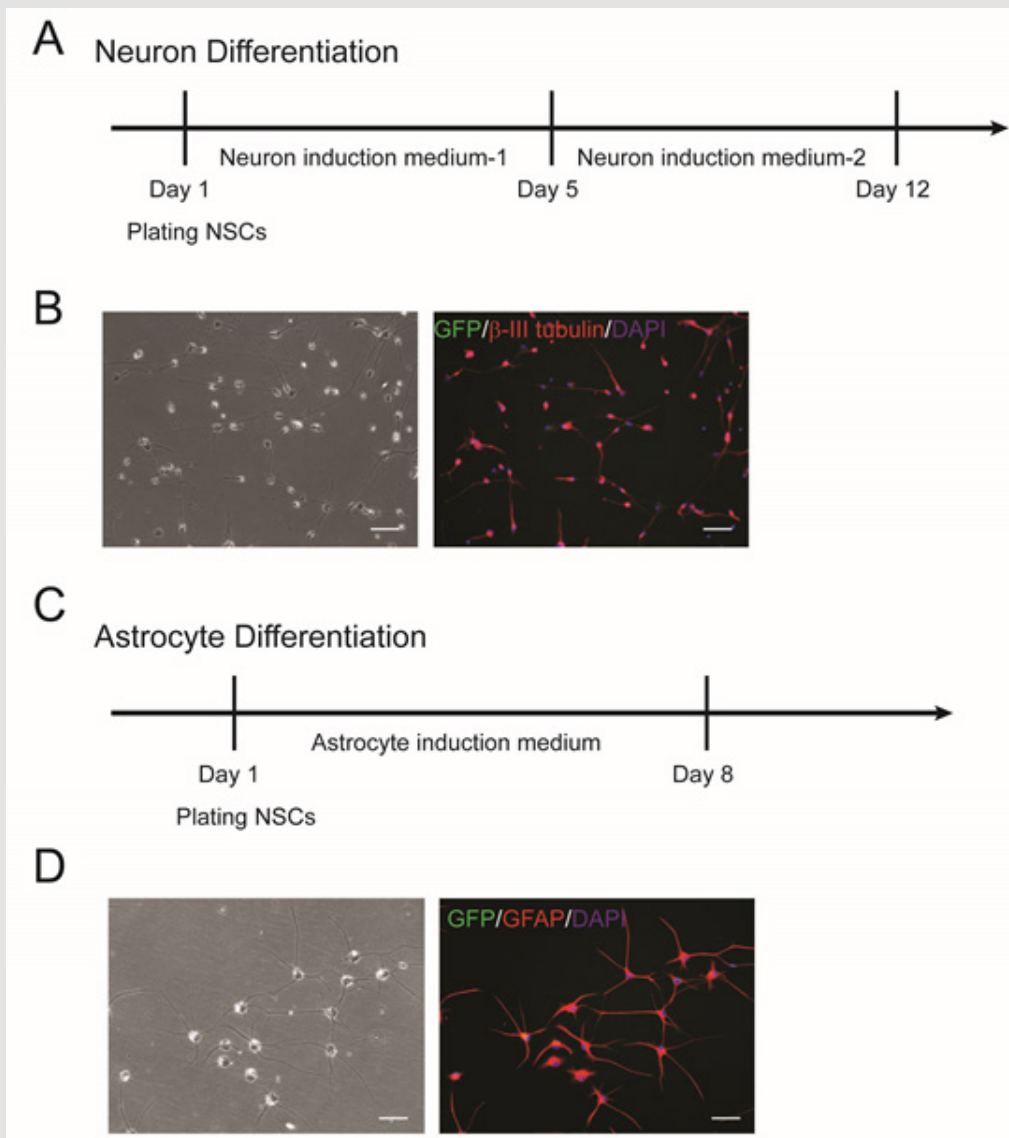 A
Neuron Differentiation
Neuron induction medium-1
Neuron induction medium-2
Day 1
Day 5
Day 12
Plating NSCs
B
GFP/β-III tubulin/DAPI
C
Astrocyte Differentiation
Astrocyte induction medium
Day 1
Day 8
Plating NSCs
D
GFP/GFAP/DAPI